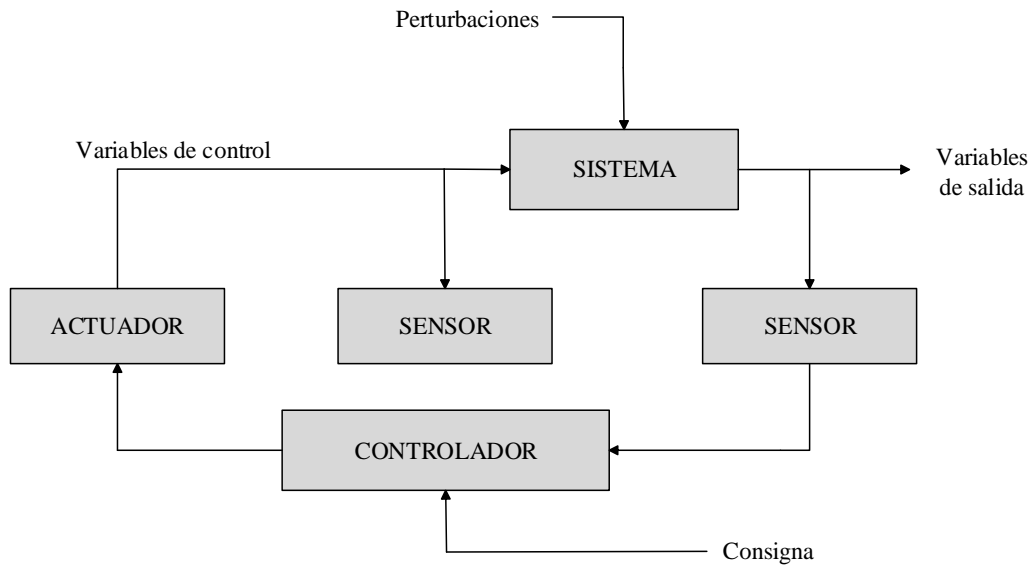 Perturbaciones
Variables de control
SISTEMA
Variables
de salida
ACTUADOR
SENSOR
SENSOR
CONTROLADOR
Consigna